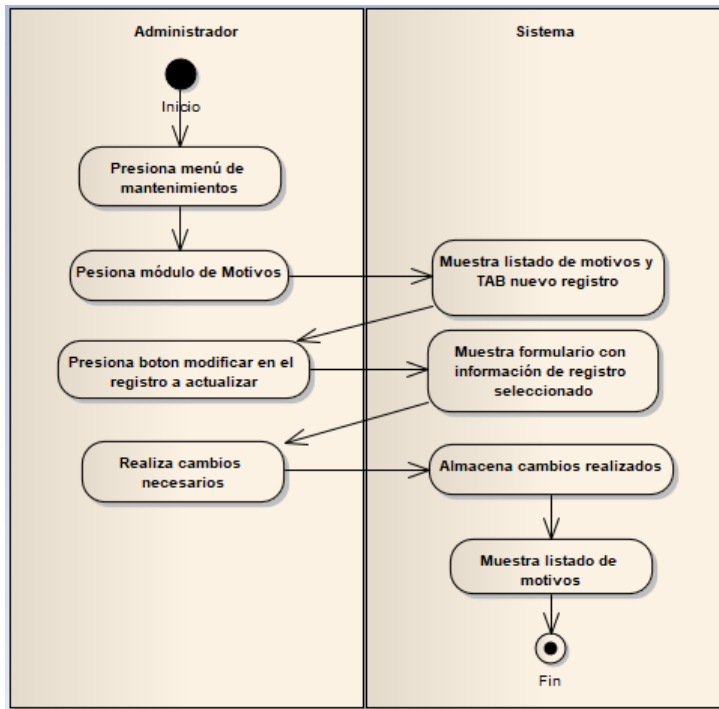 Administrador
Sistema
Inicio
Presiona menú de
mantenimientos
Pesiona módulo de Motivos
Muestra listado de motivos y
TAB nuevo registro
Presiona boton modificar en el
registro a actualizar
Muestra formulario con
información de registro
seleccionado
Realiza cambios
necesarios
Almacena cambios realizados
Muestra listado de
motivos
Fin